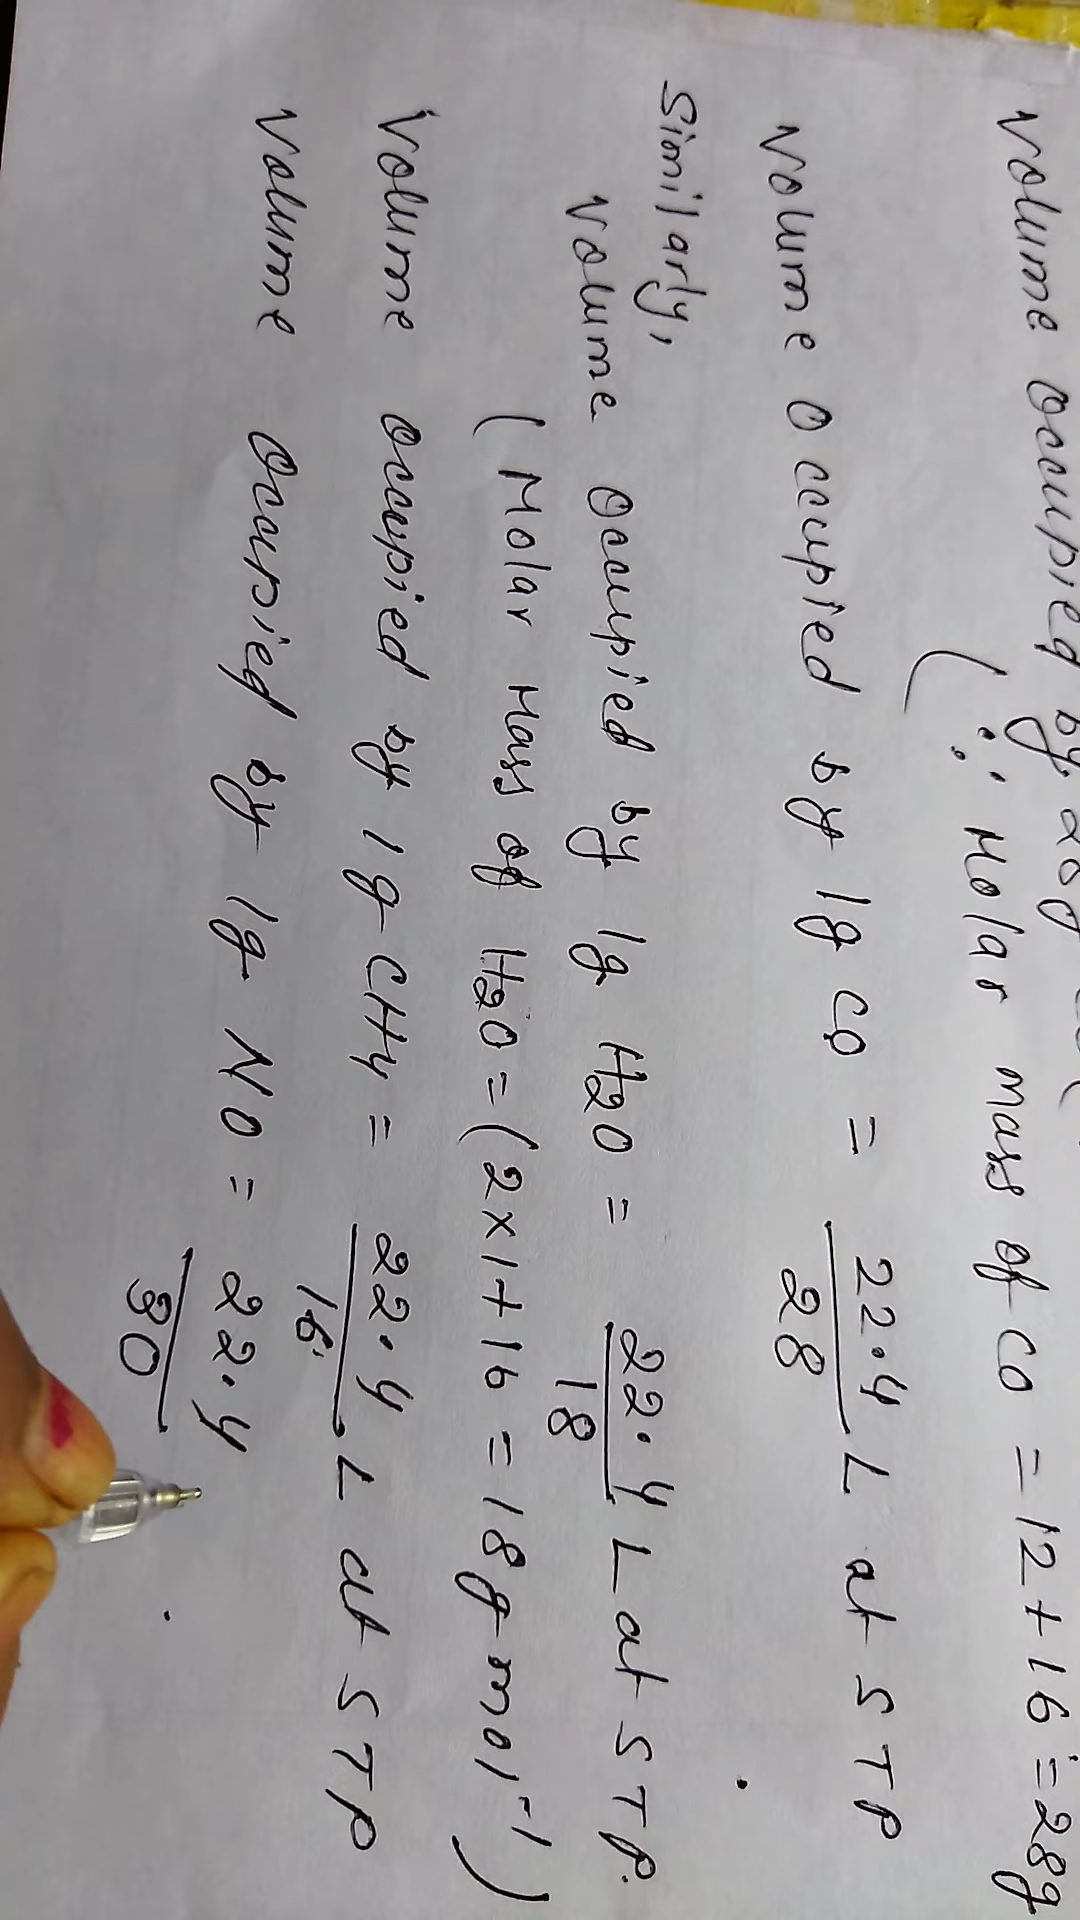 Volume occupied by 28g
(∵ Molar mass of CO = 12 + 16 = 28g
Volume occupied by 1g CO = 22.4/28 L at STP
Similarly,
Volume occupied by 1g H2O = 22.4/18 L at STP.
(Molar Mass of H2O = (2×1+16 = 18g mol⁻¹)
Volume occupied by 1g CH4 = 22.4/16 L at STP
Volume occupied by 1g NO = 22.4/30